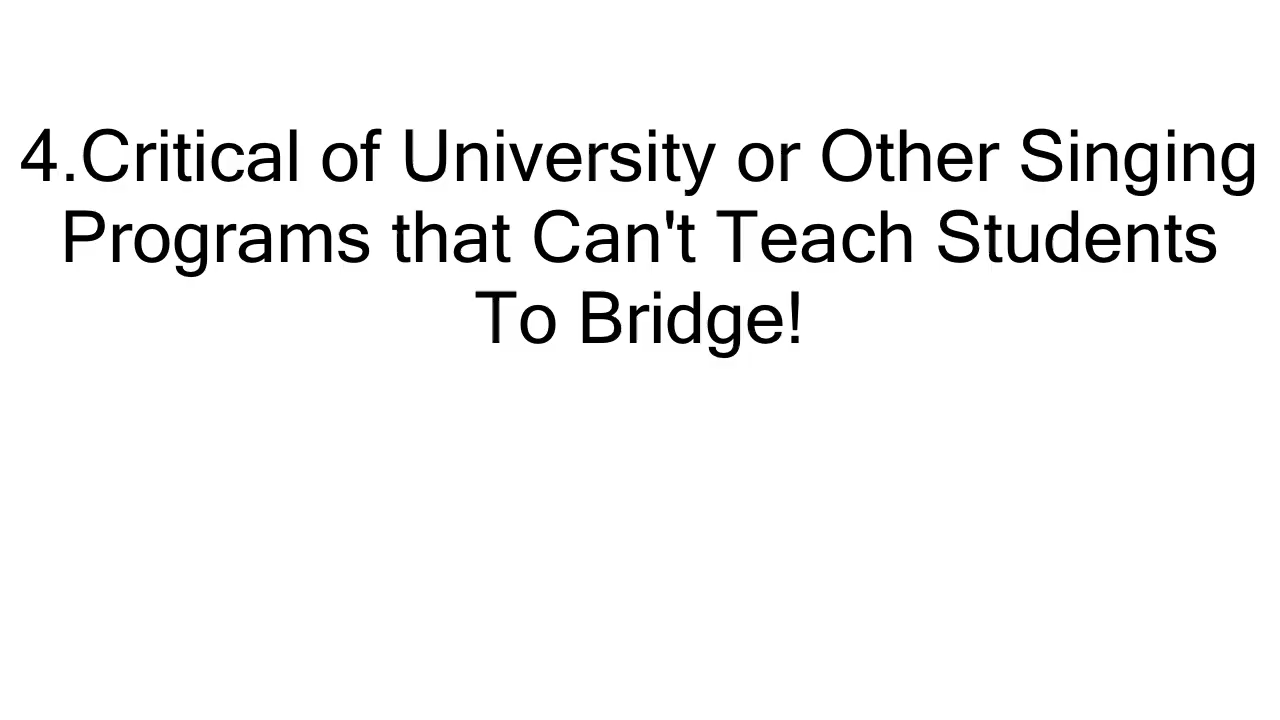 4.Critical of University or Other Singing
Programs that Can't Teach Students
To Bridge!